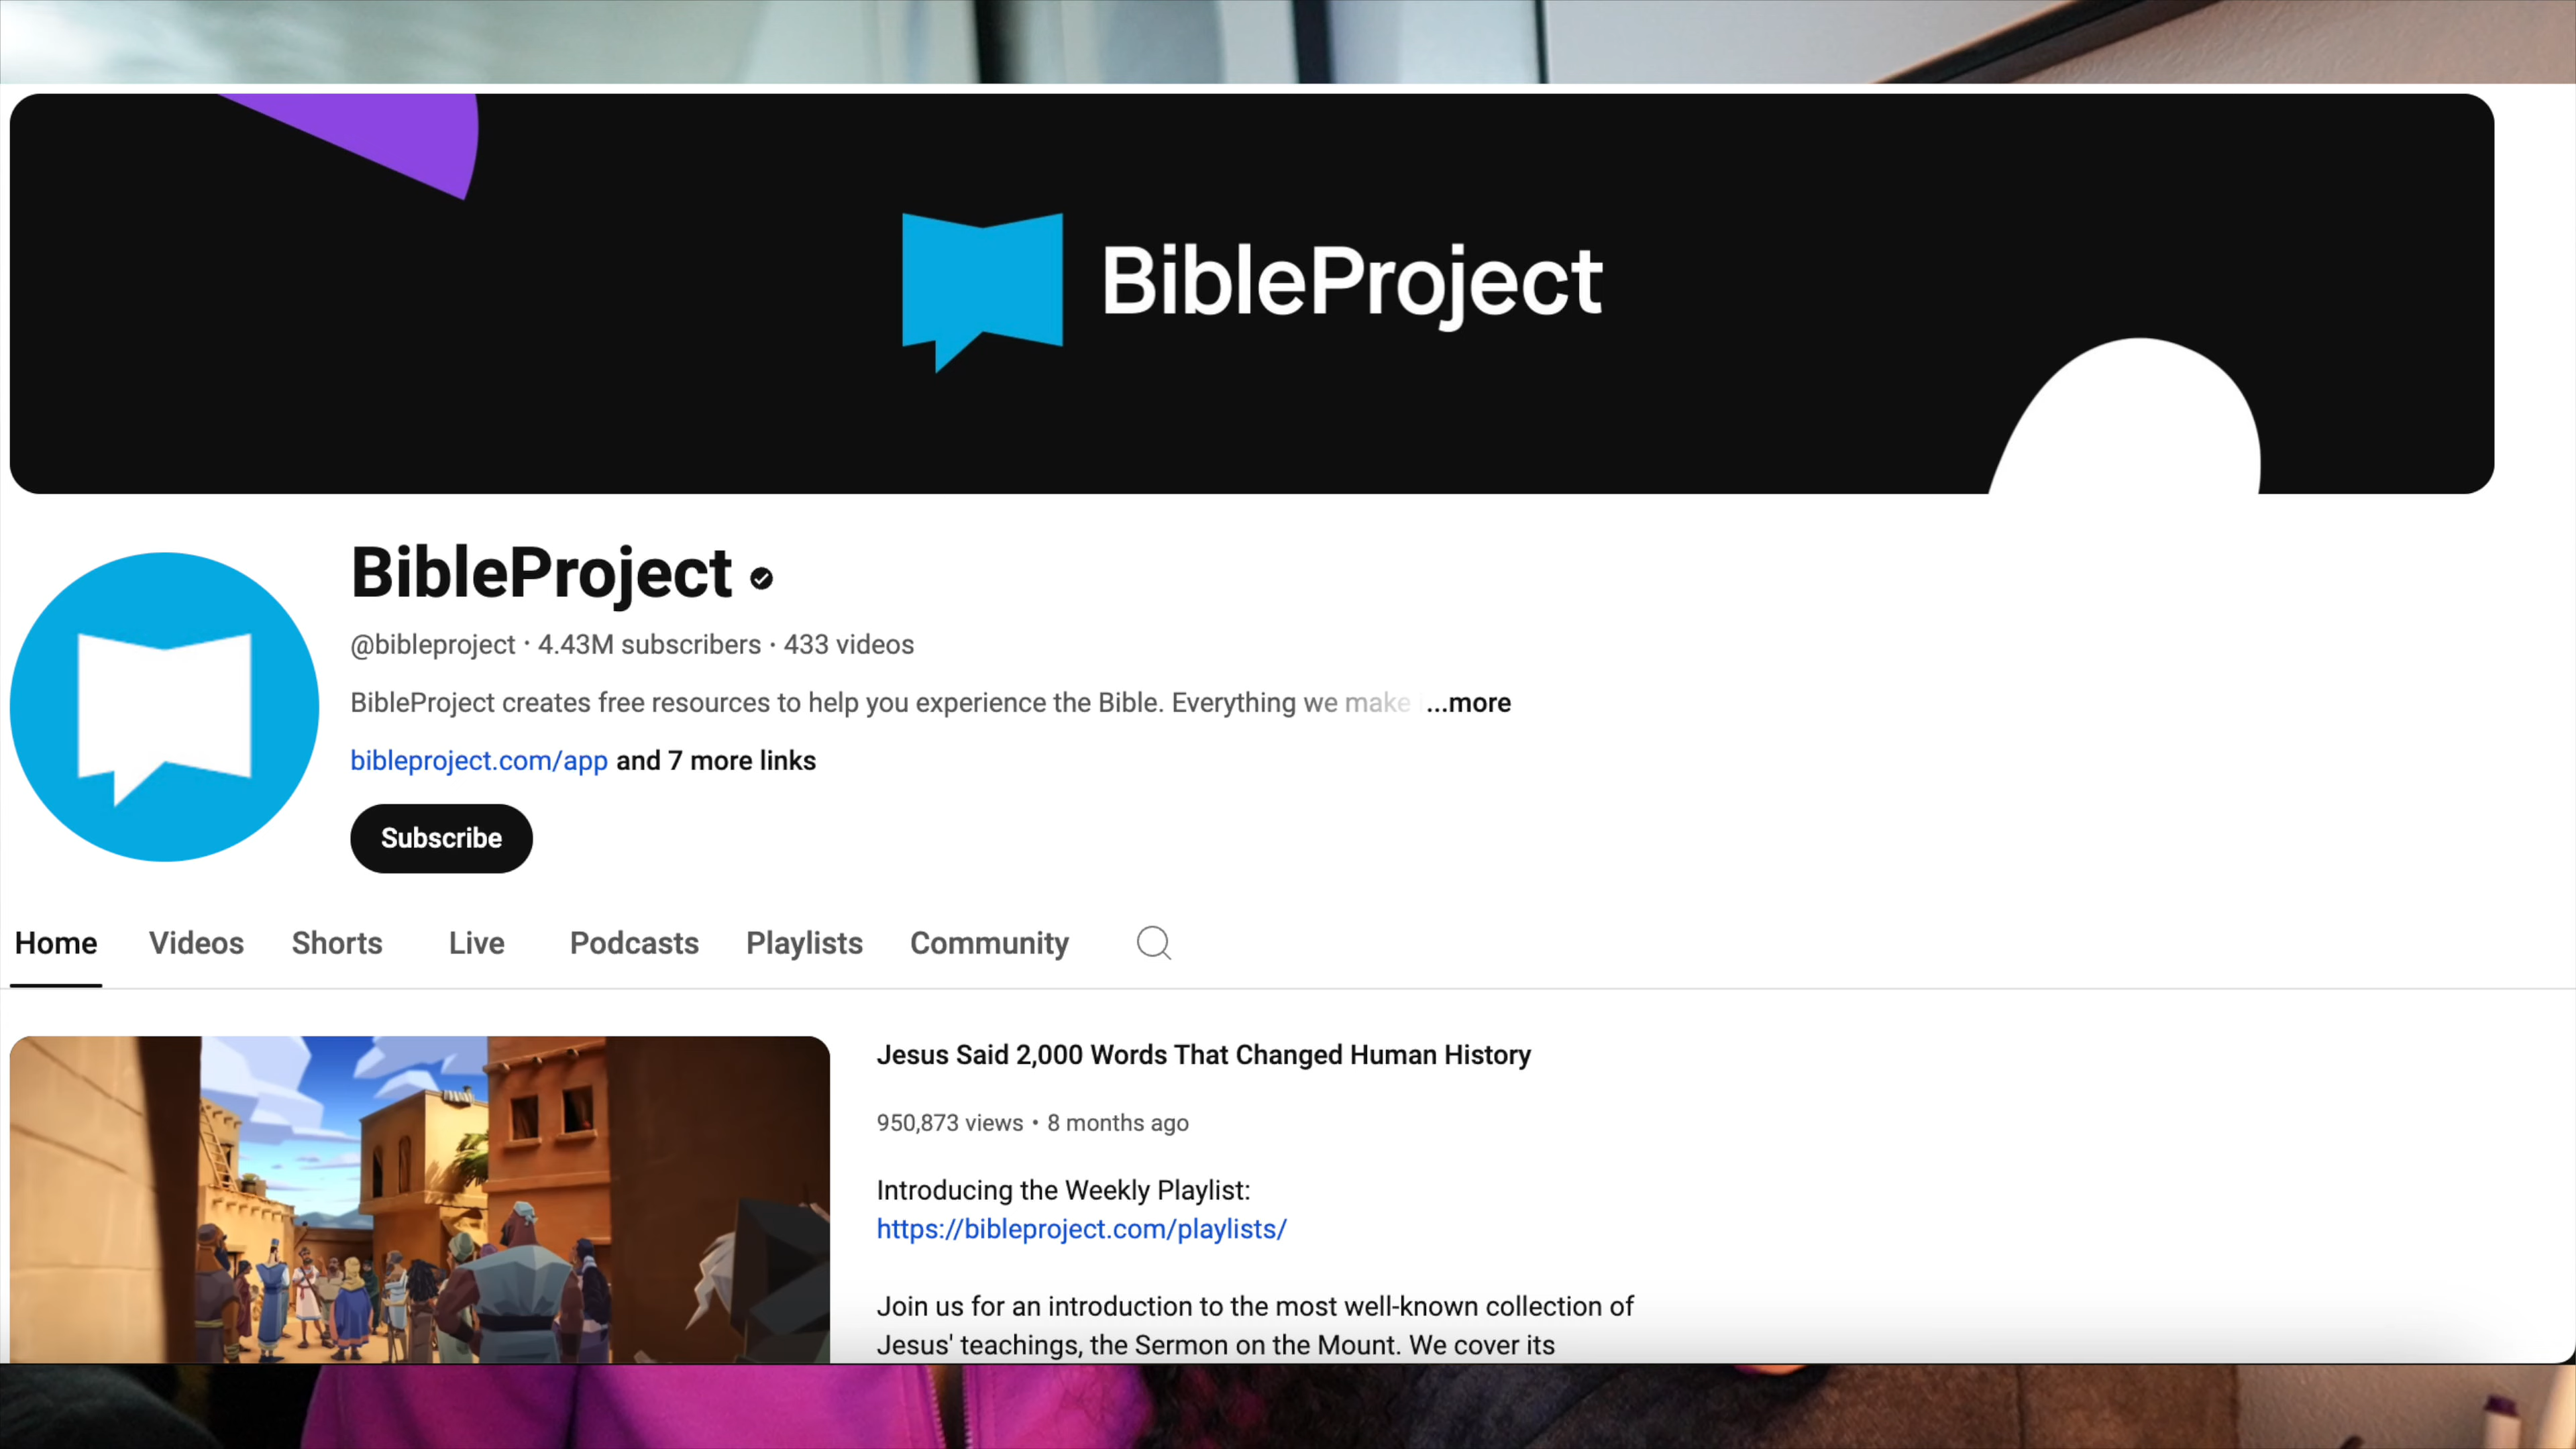 BibleProject
BibleProject
@bibleproject · 4.43M subscribers · 433 videos
BibleProject creates free resources to help you experience the Bible. Everything we make ...more
bibleproject.com/app and 7 more links
Subscribe
Home Videos Shorts Live Podcasts Playlists Community
Jesus Said 2,000 Words That Changed Human History
950,873 views • 8 months ago
Introducing the Weekly Playlist:
https://bibleproject.com/playlists/
Join us for an introduction to the most well-known collection of
Jesus' teachings, the Sermon on the Mount. We cover its